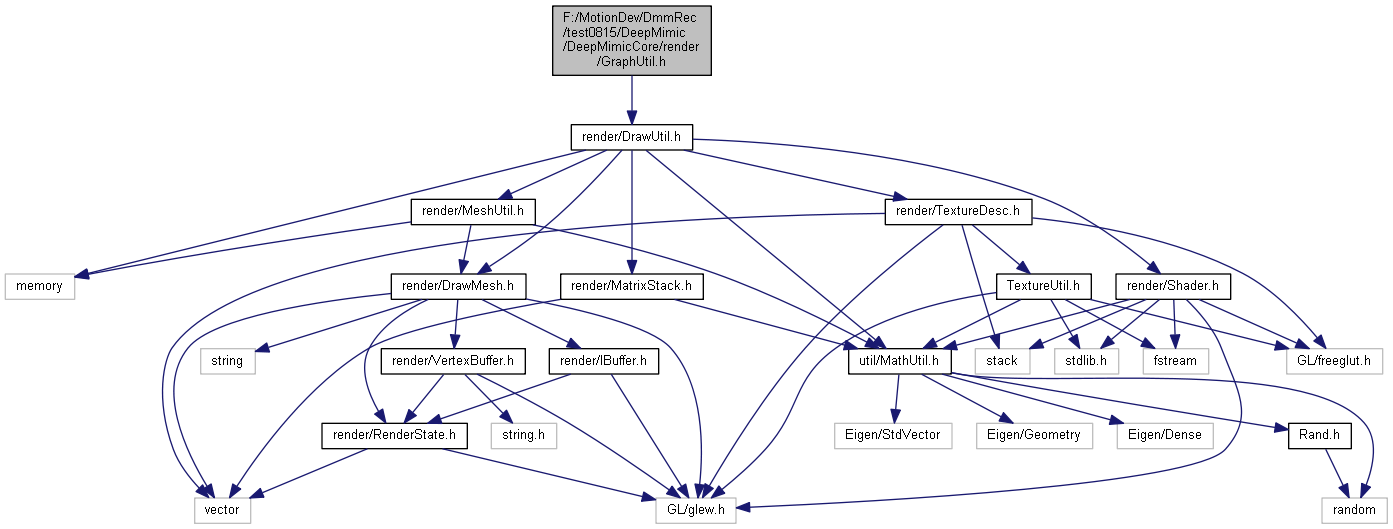 F:/MotionDev/DmmRec
/test0815/DeepMimic
/DeepMimicCore/render
/GraphUtil.h
render/DrawUtil.h
render/MeshUtil.h
render/TextureDesc.h
memory
render/DrawMesh.h
render/MatrixStack.h
TextureUtil.h
render/Shader.h
string
render/VertexBuffer.h
render/IBuffer.h
util/MathUtil.h
stack
stdlib.h
fstream
GL/freeglut.h
render/RenderState.h
string.h
Eigen/StdVector
Eigen/Geometry
Eigen/Dense
Rand.h
vector
GL/glew.h
random